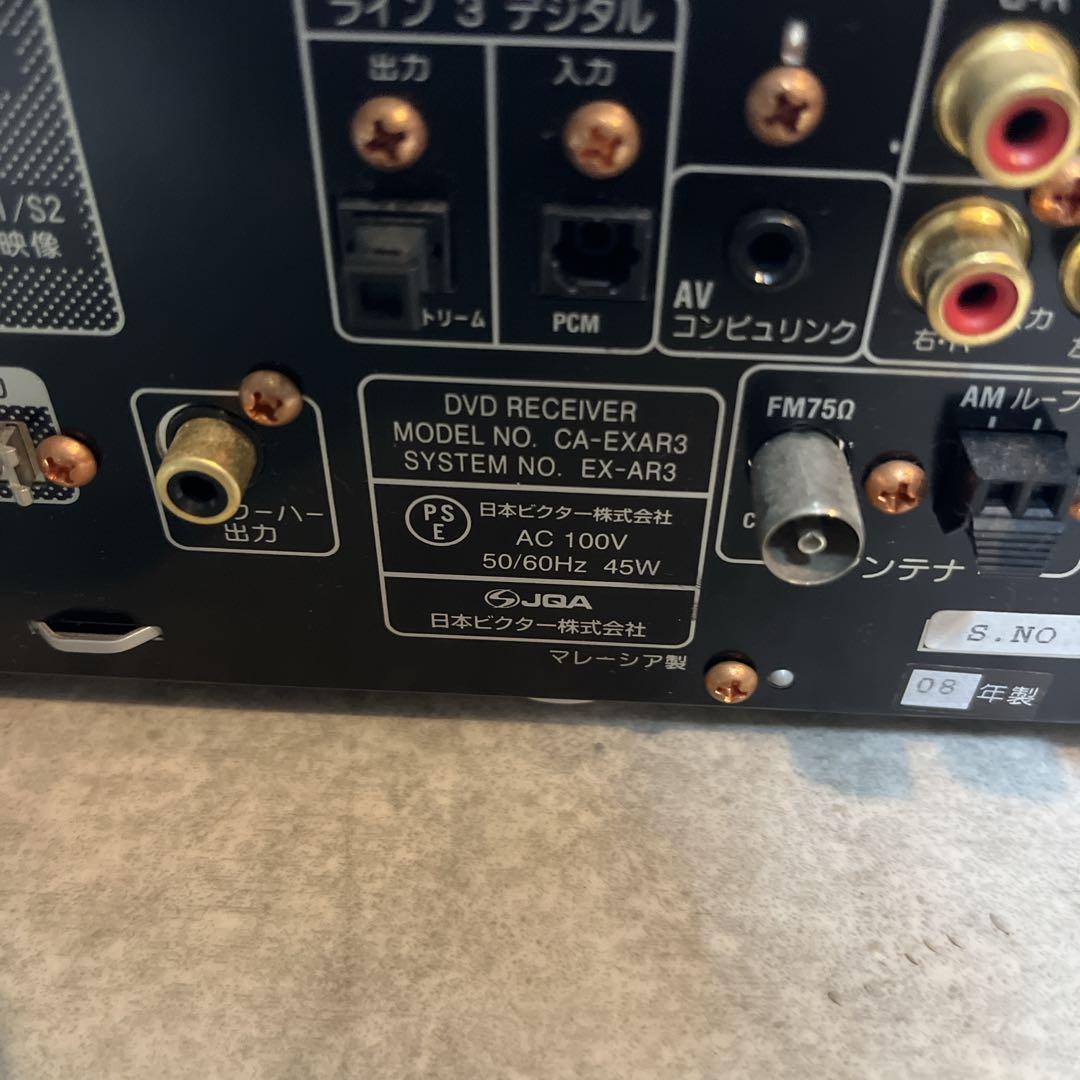 ライン 3 デジタル
出力
入力
/S2
映像
トリーム
PCM
AV
コンピュリンク
右・
力
出力
DVD RECEIVER
MODEL NO. CA-EXAR3
SYSTEM NO. EX-AR3
PS
E
日本ビクター株式会社
AC 100V
50/60Hz 45W
JQA
日本ビクター株式会社
マレーシア製
FM75Ω
AM ループ
ンテナ
S.NO
08 年製